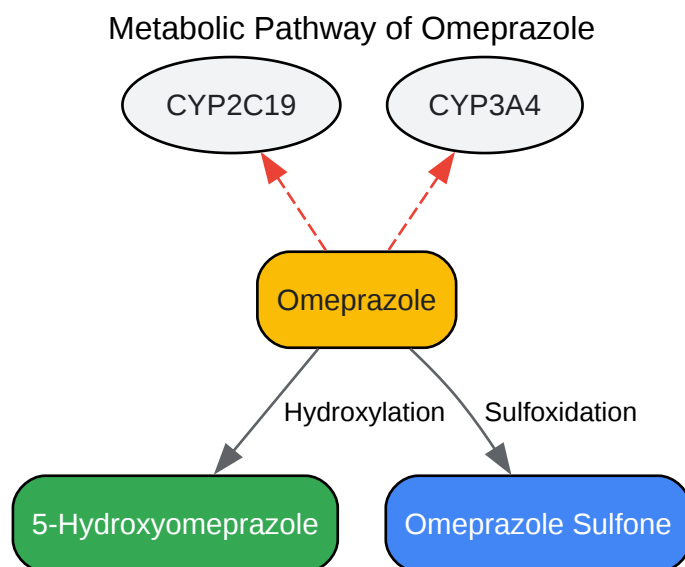 Metabolic Pathway of Omeprazole
CYP2C19
CYP3A4
Omeprazole
Hydroxylation
Sulfoxidation
5-Hydroxyomeprazole
Omeprazole Sulfone